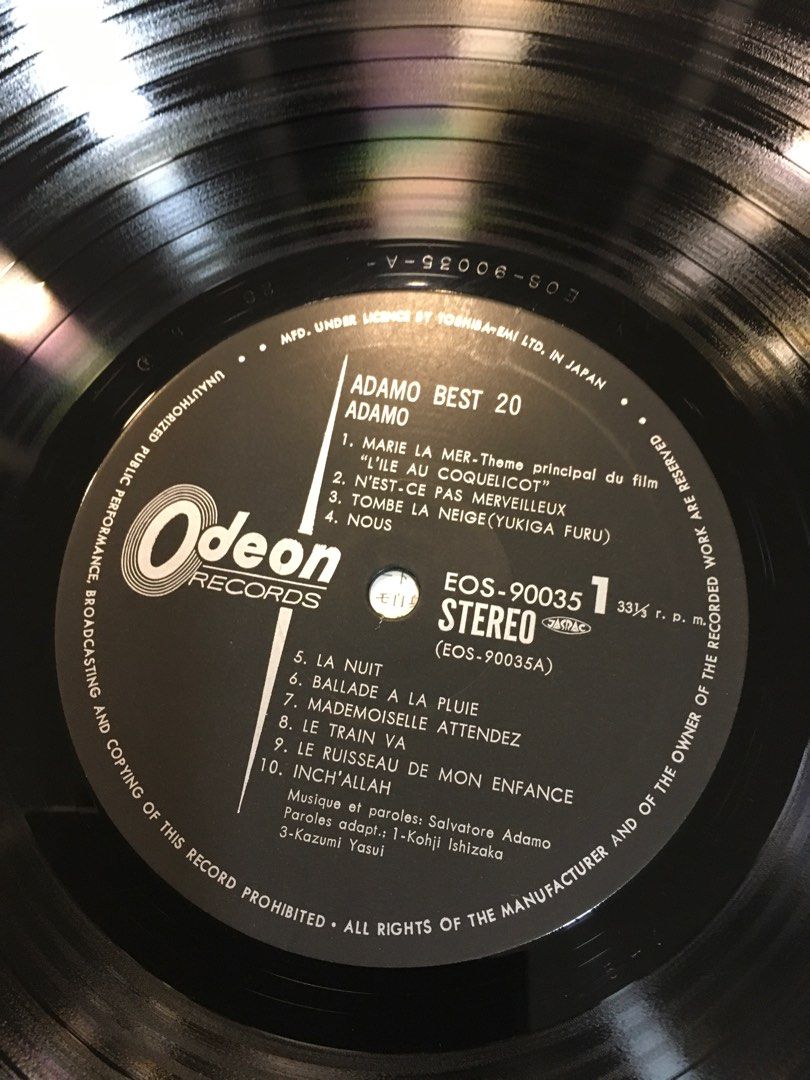 EOS-90035-A-
MFD. UNDER LICENCE BY TOSHIBA-EMI LTD. IN JAPAN
ADAMO BEST 20
ADAMO
1. MARIE LA MER-Theme principal du film
"L'ILE AU COQUELICOT"
2. N'EST-CE PAS MERVEILLEUX
3. TOMBE LA NEIGE(YUKIGA FURU)
4. NOUS
Odeon
RECORDS
EOS-90035 1 33⅓ r. p. m.
STEREO JASRAC
(EOS-90035A)
5. LA NUIT
6. BALLADE A LA PLUIE
7. MADEMOISELLE ATTENDEZ
8. LE TRAIN VA
9. LE RUISSEAU DE MON ENFANCE
10. INCH'ALLAH
Musique et paroles: Salvatore Adamo
Paroles adapt.: 1-Kohji Ishizaka
3-Kazumi Yasui
UNAUTHORIZED PUBLIC PERFORMANCE, BROADCASTING AND COPYING OF THIS RECORD PROHIBITED • ALL RIGHTS OF THE MANUFACTURER AND OF THE OWNER OF THE RECORDED WORK ARE RESERVED